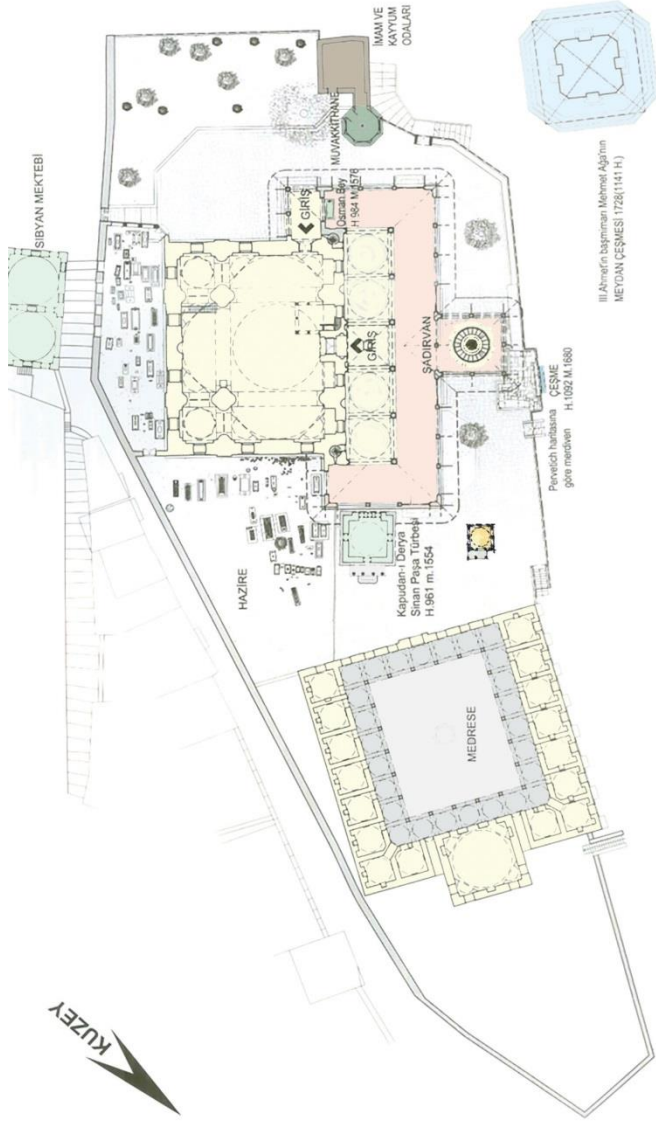 SIBYAN MEKTEBİ
İMAM VE
KAYYUM
ODALARI
MUVAKKİTHANE
GİRİŞ
Osman Bey
H.984 M.1576
III.Ahmet'in başmimarı Mehmet Ağa'nın
MEYDAN ÇEŞMESİ 1728(1141 H.)
GİRİŞ
ŞADIRVAN
ÇEŞME
H.1092 M.1680
Pervetich haritasına
göre merdiven
HAZİRE
Kapudan-ı Derya
Sinan Paşa Türbesi
H.961 m.1554
MEDRESE
KUZEY